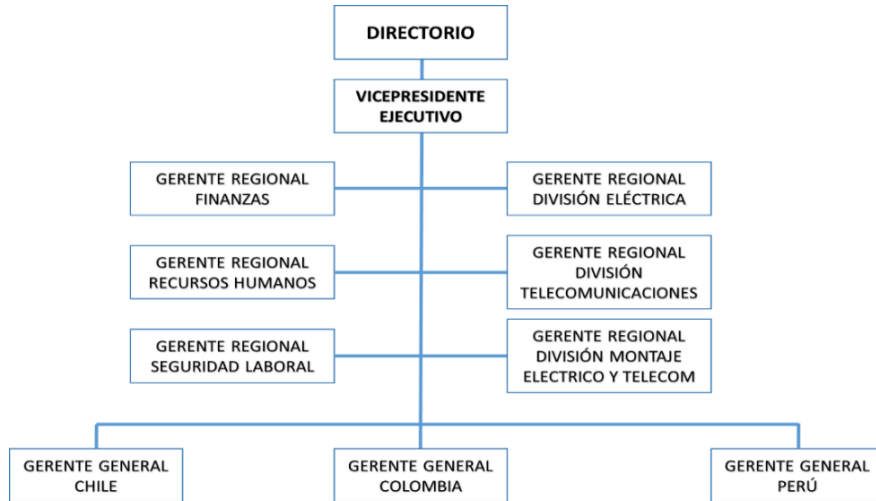 DIRECTORIO
VICEPRESIDENTE
EJECUTIVO
GERENTE REGIONAL
FINANZAS
GERENTE REGIONAL
DIVISIÓN ELÉCTRICA
GERENTE REGIONAL
RECURSOS HUMANOS
GERENTE REGIONAL
DIVISIÓN
TELECOMUNICACIONES
GERENTE REGIONAL
SEGURIDAD LABORAL
GERENTE REGIONAL
DIVISIÓN MONTAJE
ELECTRICO Y TELECOM
GERENTE GENERAL
CHILE
GERENTE GENERAL
COLOMBIA
GERENTE GENERAL
PERÚ